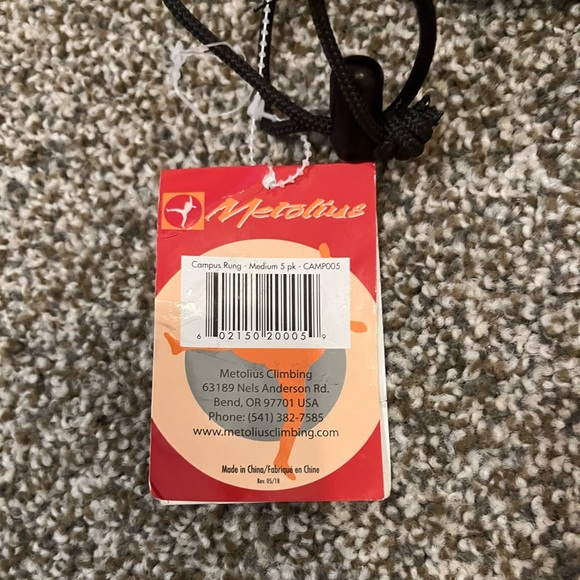 Metolius
Campus Rung - Medium 5 pk - CAMP005
6 02150 20005 9
Metolius Climbing
63189 Nels Anderson Rd.
Bend, OR 97701 USA
Phone: (541) 382-7585
www.metoliusclimbing.com
Made in China/Fabriqué en Chine
Rev. 05/18